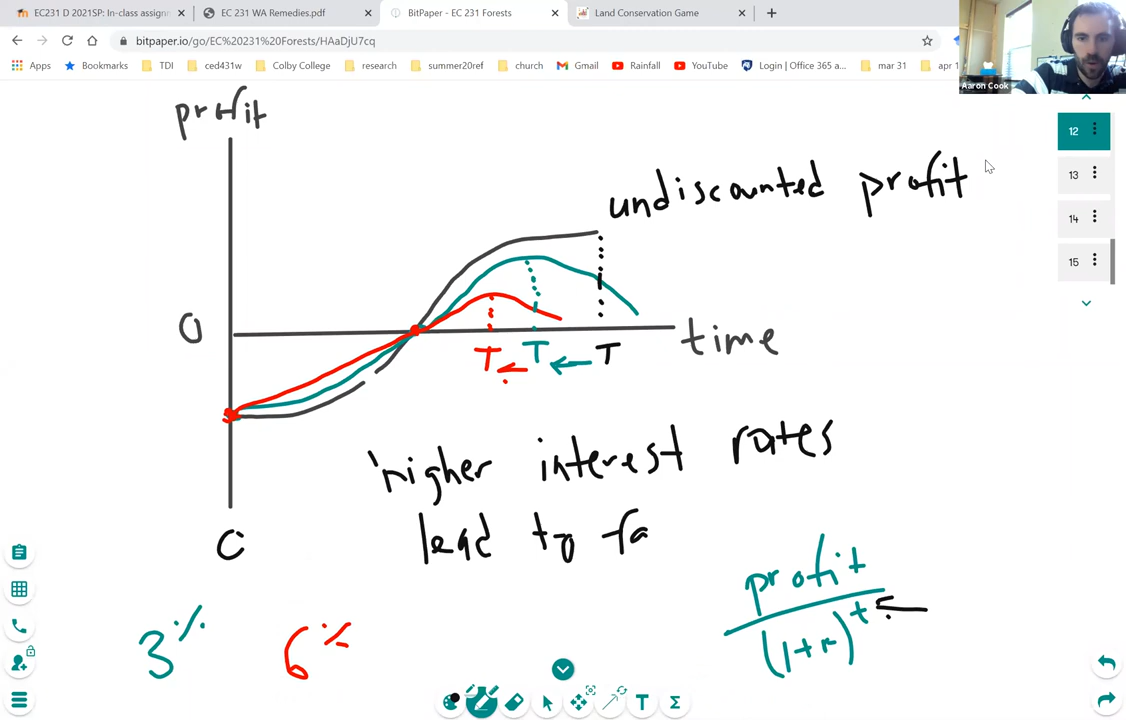 EC231 D 2021SP: In-class assignm
EC 231 WA Remedies.pdf
BitPaper - EC 231 Forests
Land Conservation Game
bitpaper.io/go/EC%20231%20Forests/HAaDjU7cq
Apps
Bookmarks
TDI
ced431w
Colby College
research
summer20ref
church
Gmail
Rainfall
YouTube
Login | Office 365 a...
mar 31
apr 1
Aaron Cook
profit
12
13
14
15
undiscounted profit
0
time
T ← T ← T
higher interest rates
lead to fa
0
profit
(1+r)^t ←
3%
6%
T
Σ